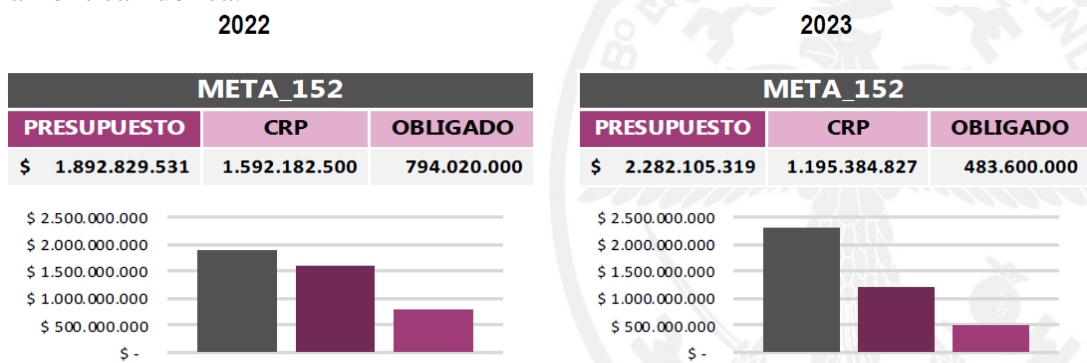 2022
META_152
PRESUPUESTO CRP OBLIGADO
$ 1.892.829.531 1.592.182.500 794.020.000
$ 2.500.000.000
$ 2.000.000.000
$ 1.500.000.000
$ 1.000.000.000
$ 500.000.000
$ -
2023
META_152
PRESUPUESTO CRP OBLIGADO
$ 2.282.105.319 1.195.384.827 483.600.000
$ 2.500.000.000
$ 2.000.000.000
$ 1.500.000.000
$ 1.000.000.000
$ 500.000.000
$ -